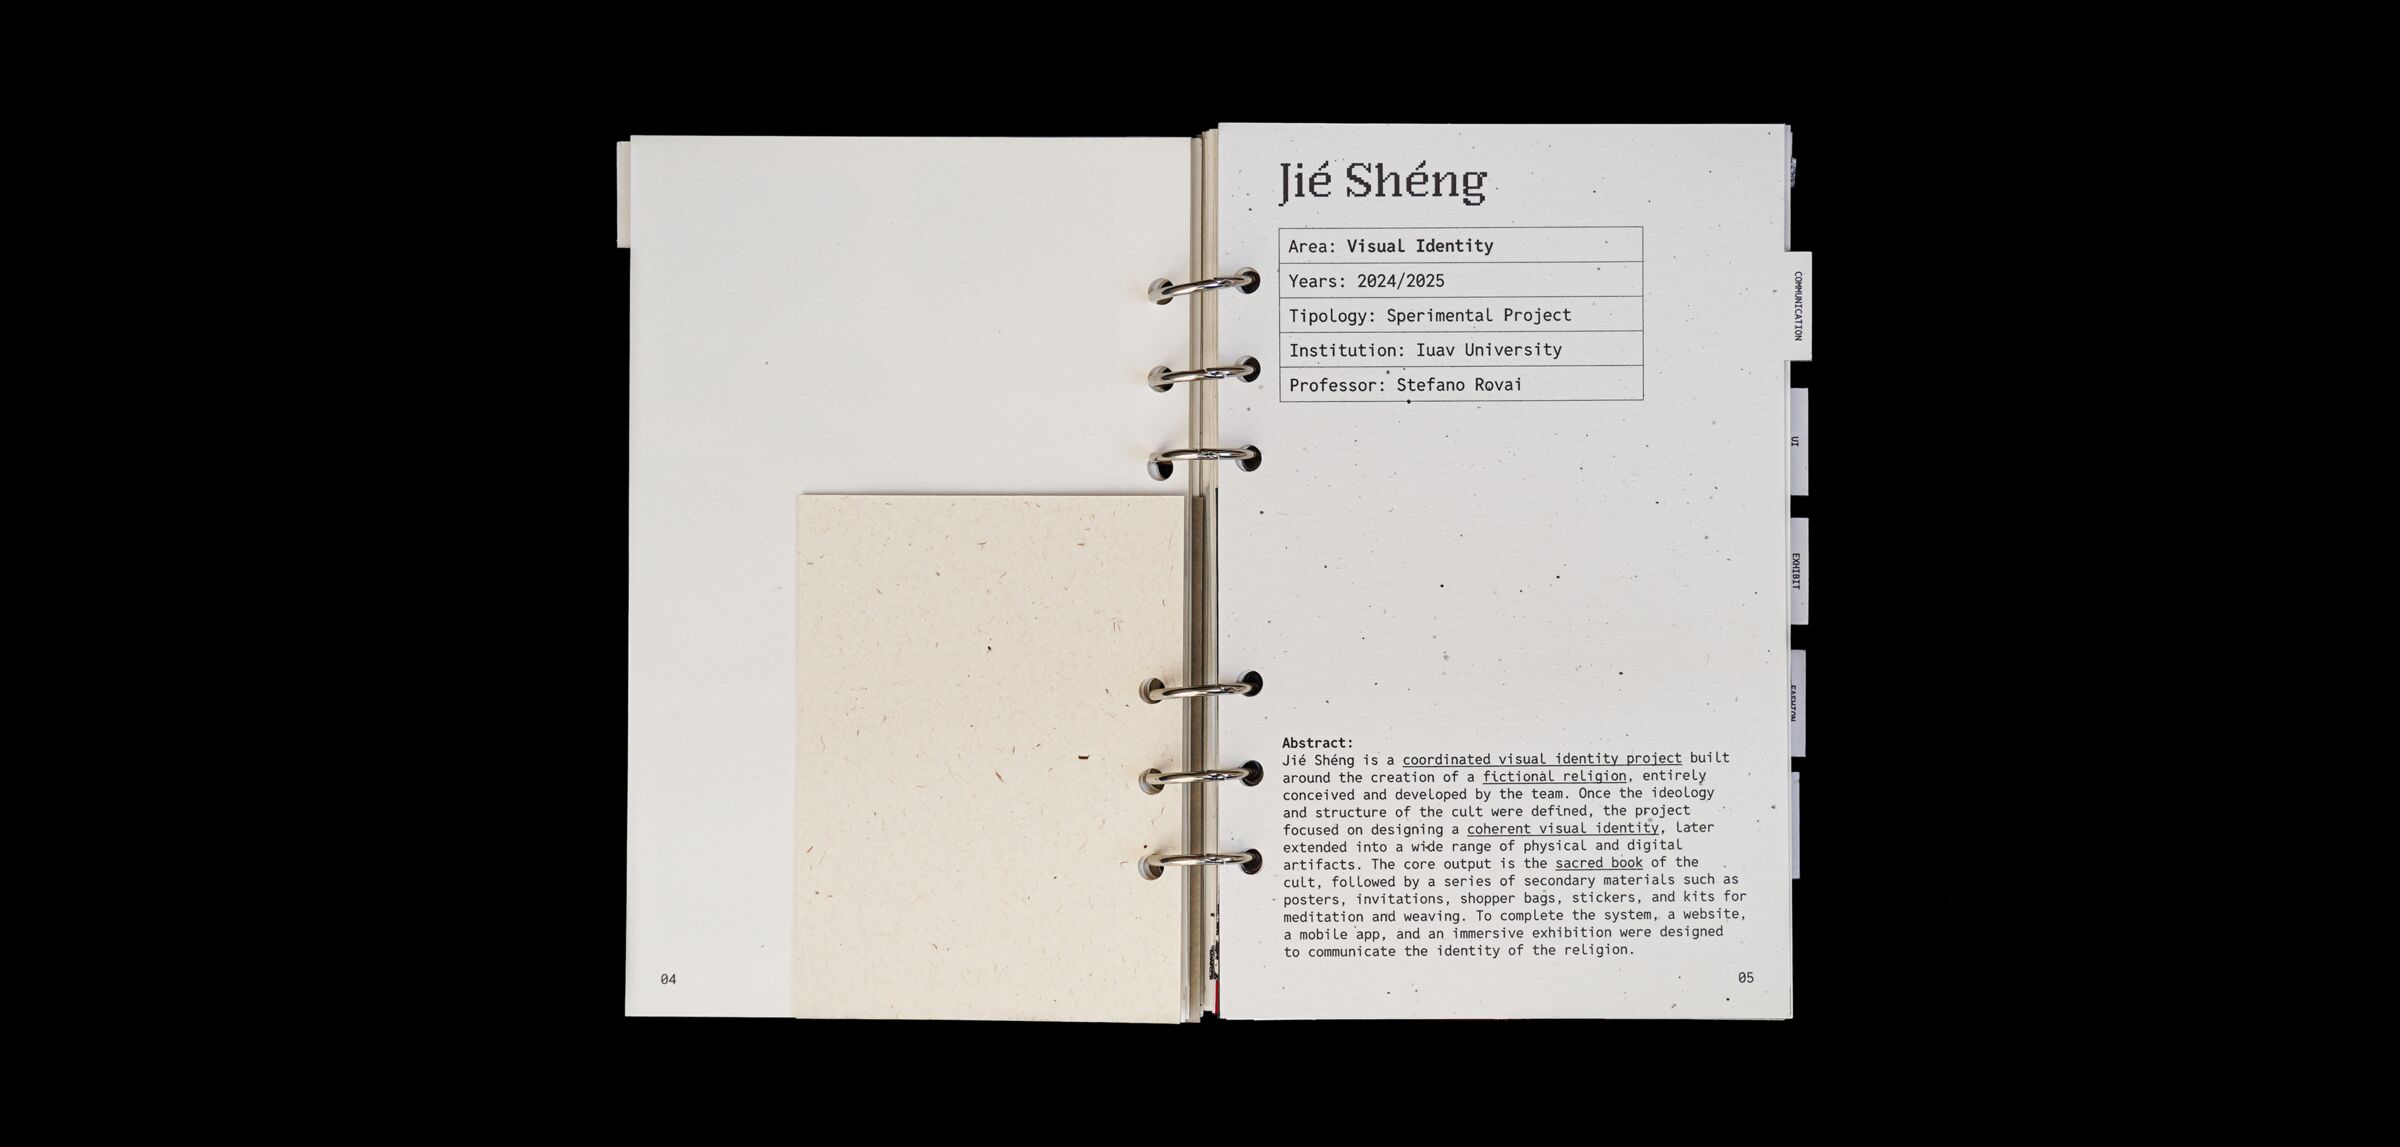 Jié Shéng
Area: Visual Identity
Years: 2024/2025
Tipology: Sperimental Project
Institution: Iuav University
Professor: Stefano Rovai
Abstract:
Jié Shéng is a coordinated visual identity project built
around the creation of a fictional religion, entirely
conceived and developed by the team. Once the ideology
and structure of the cult were defined, the project
focused on designing a coherent visual identity, later
extended into a wide range of physical and digital
artifacts. The core output is the sacred book of the
cult, followed by a series of secondary materials such as
posters, invitations, shopper bags, stickers, and kits for
meditation and weaving. To complete the system, a website,
a mobile app, and an immersive exhibition were designed
to communicate the identity of the religion.
04
05
COMMUNICATION
UI
EXHIBIT
FASHION